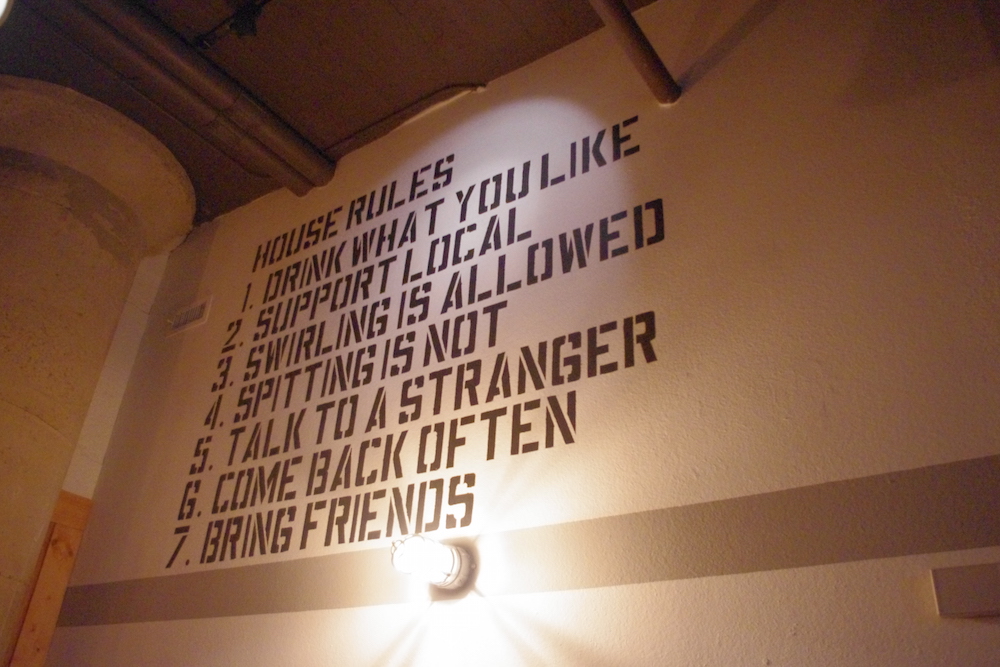 HOUSE RULES
1. DRINK WHAT YOU LIKE
2. SUPPORT LOCAL
3. SWIRLING IS ALLOWED
4. SPITTING IS NOT
5. TALK TO A STRANGER
6. COME BACK OFTEN
7. BRING FRIENDS